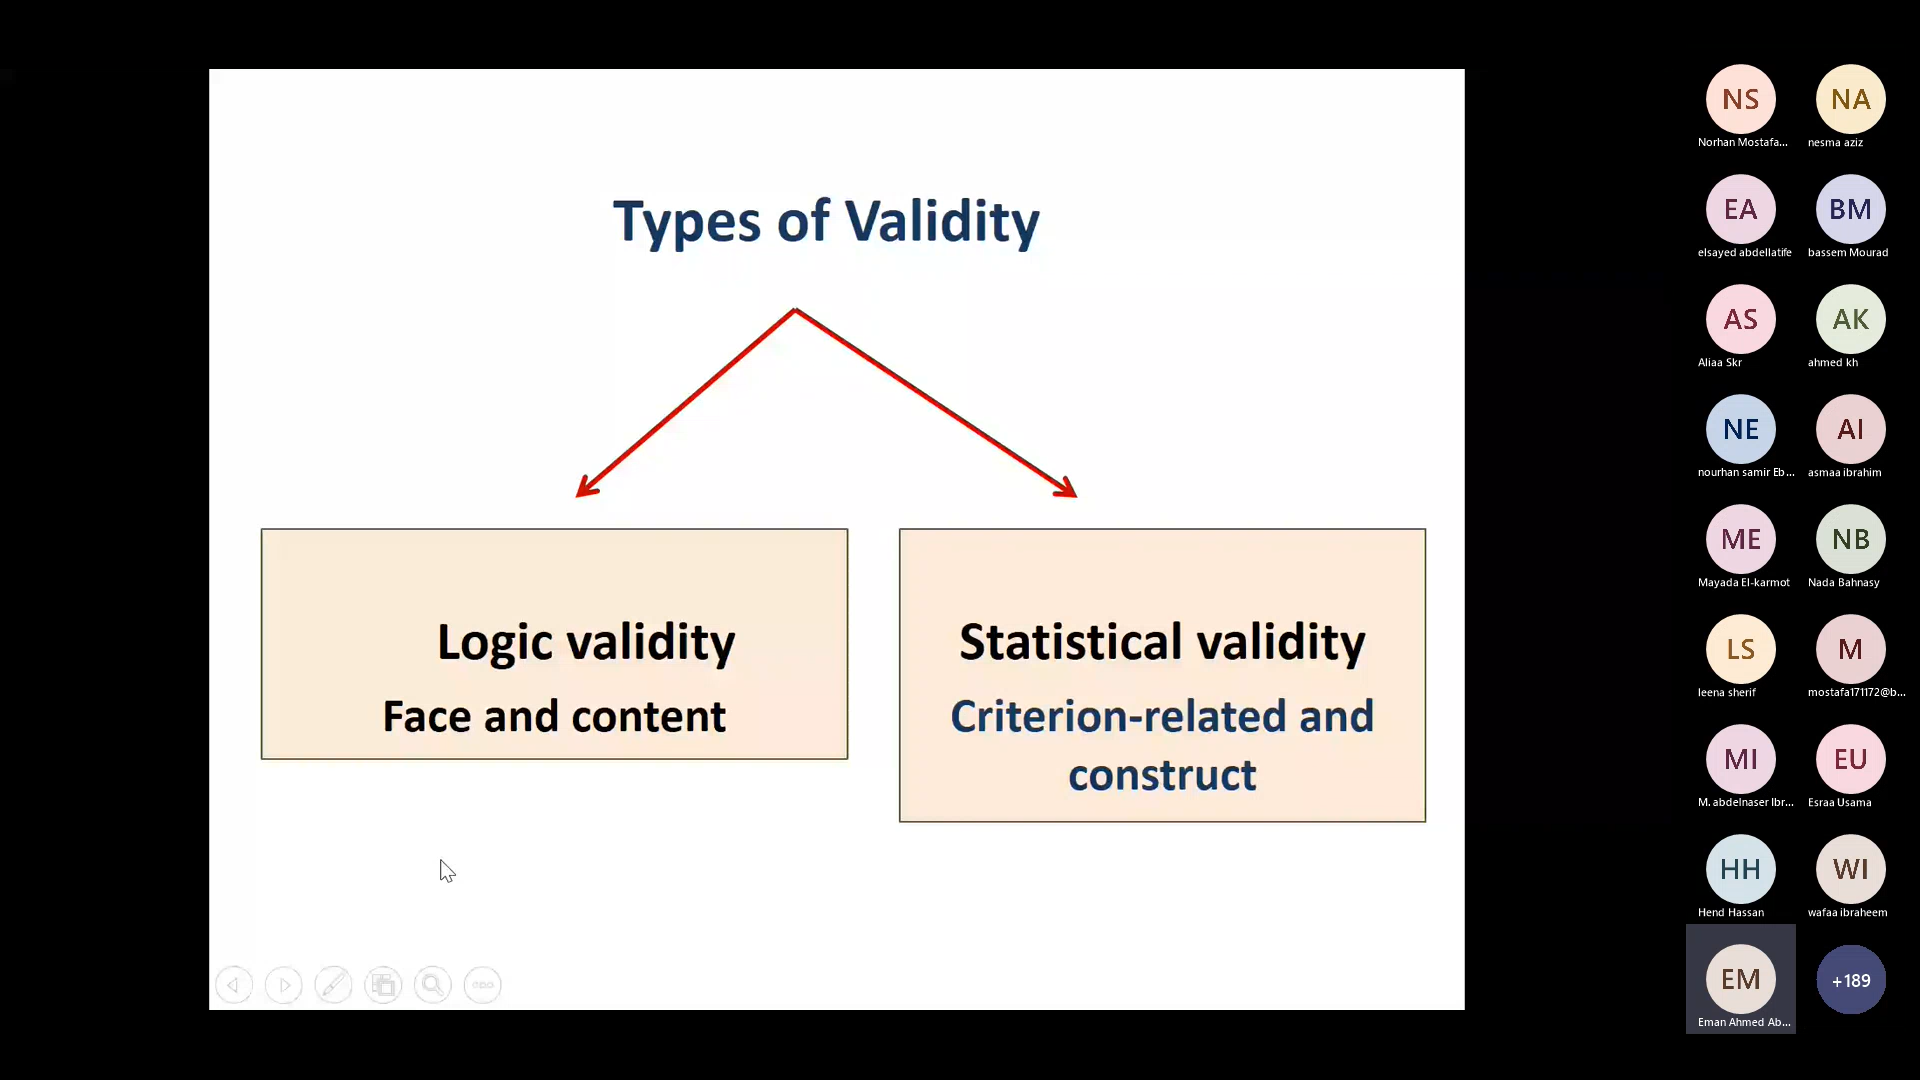 Types of Validity
Logic validity
Face and content
Statistical validity
Criterion-related and
construct
NS
Norhan Mostafa...
NA
nesma aziz
EA
elsayed abdellatife
BM
bassem Mourad
AS
Aliaa Skr
AK
ahmed kh
NE
nourhan samir Eb...
AI
asmaa ibrahim
ME
Mayada El-karmot
NB
Nada Bahnasy
LS
leena sherif
M
mostafa171172@b...
MI
M. abdelnaser Ibr...
EU
Esraa Usama
HH
Hend Hassan
WI
wafaa ibraheem
EM
Eman Ahmed Ab...
+189